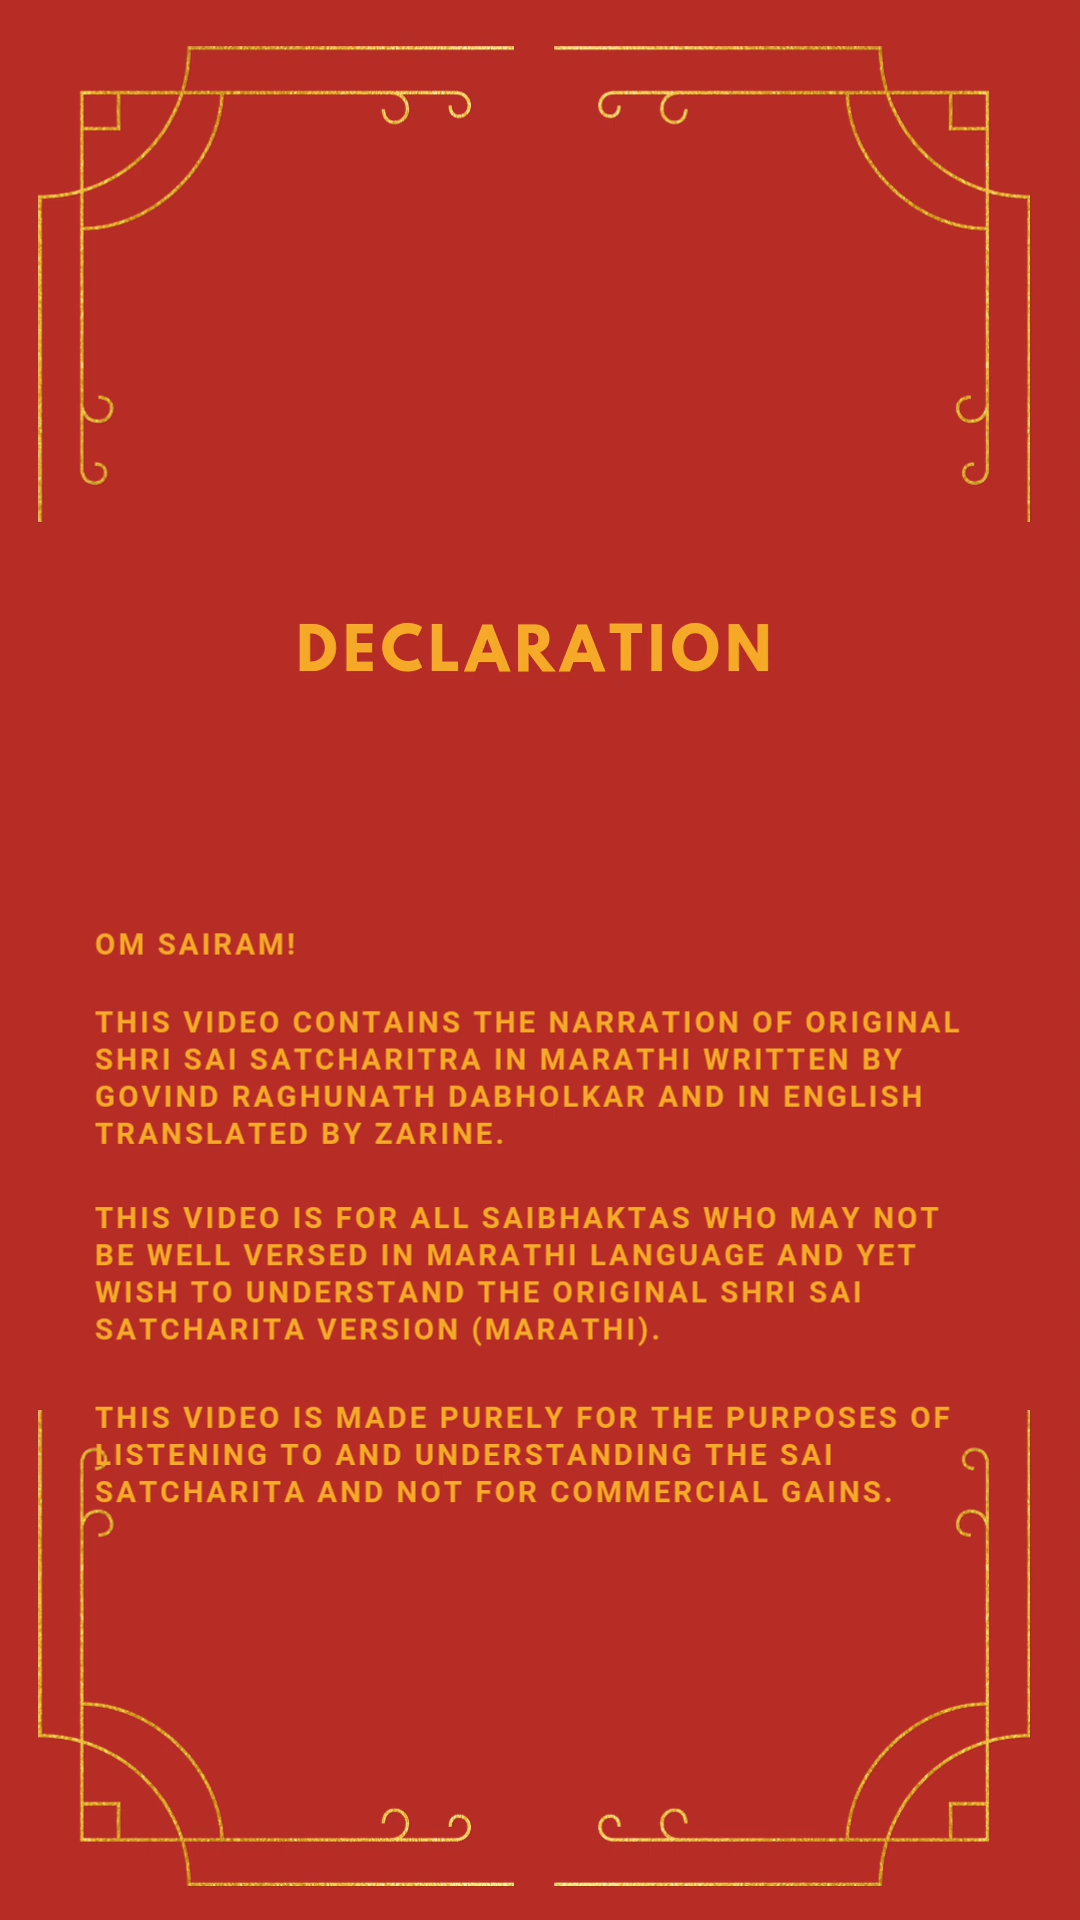 DECLARATION
OM SAIRAM!
THIS VIDEO CONTAINS THE NARRATION OF ORIGINAL
SHRI SAI SATCHARITRA IN MARATHI WRITTEN BY
GOVIND RAGHUNATH DABHOLKAR AND IN ENGLISH
TRANSLATED BY ZARINE.
THIS VIDEO IS FOR ALL SAIBHAKTAS WHO MAY NOT
BE WELL VERSED IN MARATHI LANGUAGE AND YET
WISH TO UNDERSTAND THE ORIGINAL SHRI SAI
SATCHARITA VERSION (MARATHI).
THIS VIDEO IS MADE PURELY FOR THE PURPOSES OF
LISTENING TO AND UNDERSTANDING THE SAI
SATCHARITA AND NOT FOR COMMERCIAL GAINS.